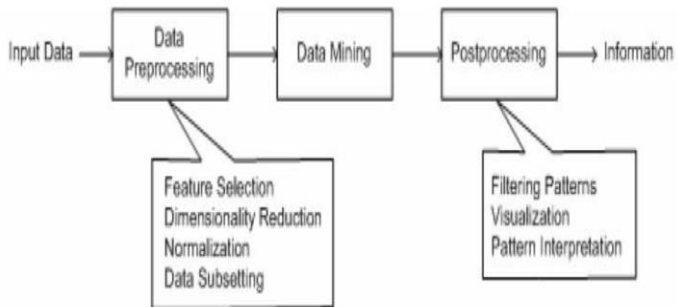 Input Data
Data
Preprocessing
Data Mining
Postprocessing
Information
Feature Selection
Dimensionality Reduction
Normalization
Data Subsetting
Filtering Patterns
Visualization
Pattern Interpretation